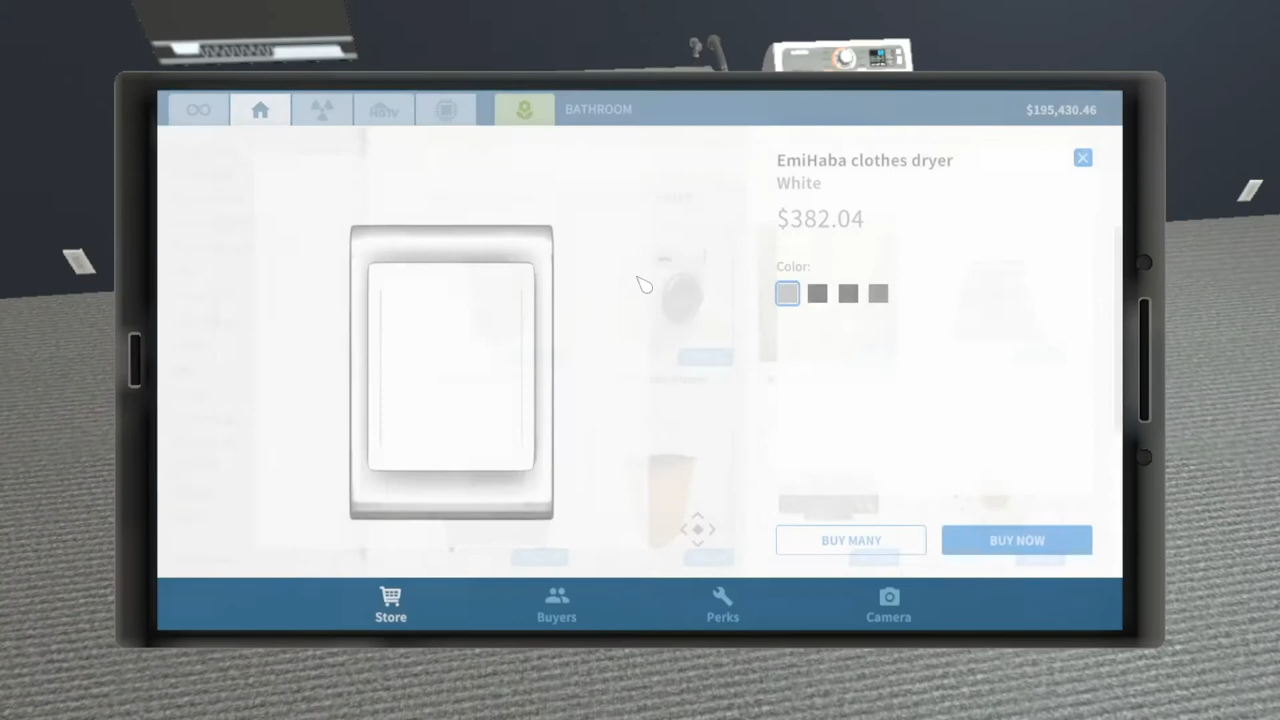 HGTV
BATHROOM
$195,430.46
EmiHaba clothes dryer
White
$382.04
Color:
BUY MANY
BUY NOW
Store
Buyers
Perks
Camera